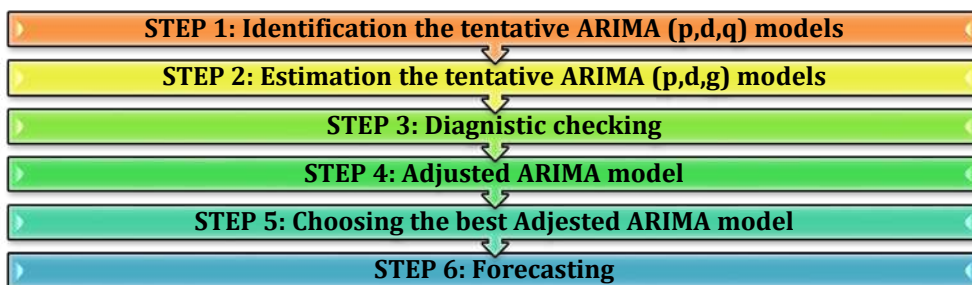 STEP 1: Identification the tentative ARIMA (p,d,q) models
STEP 2: Estimation the tentative ARIMA (p,d,g) models
STEP 3: Diagnostic checking
STEP 4: Adjusted ARIMA model
STEP 5: Choosing the best Adjested ARIMA model
STEP 6: Forecasting